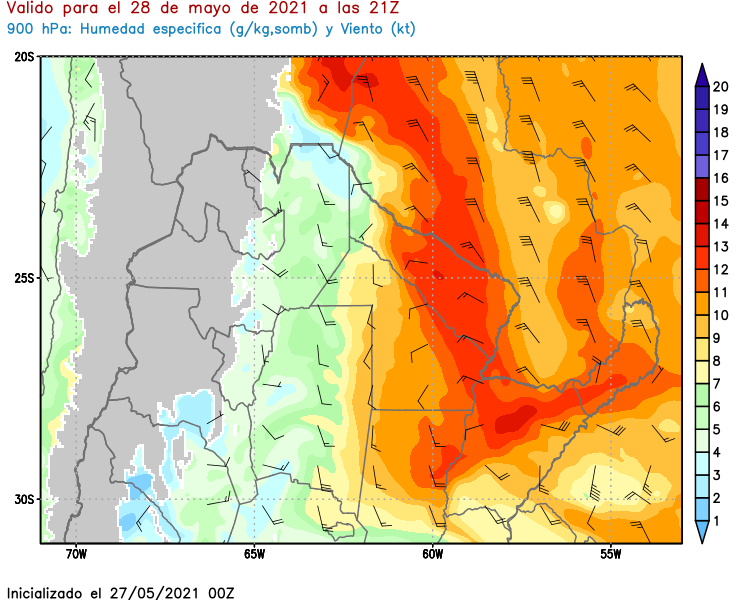 Valido para el 28 de mayo de 2021 a las 21Z
900 hPa: Humedad especifica (g/kg,somb) y Viento (kt)
20S
25S
30S
70W
65W
60W
55W
20
19
18
17
16
15
14
13
12
11
10
9
8
7
6
5
4
3
2
1
Inicializado el 27/05/2021 00Z